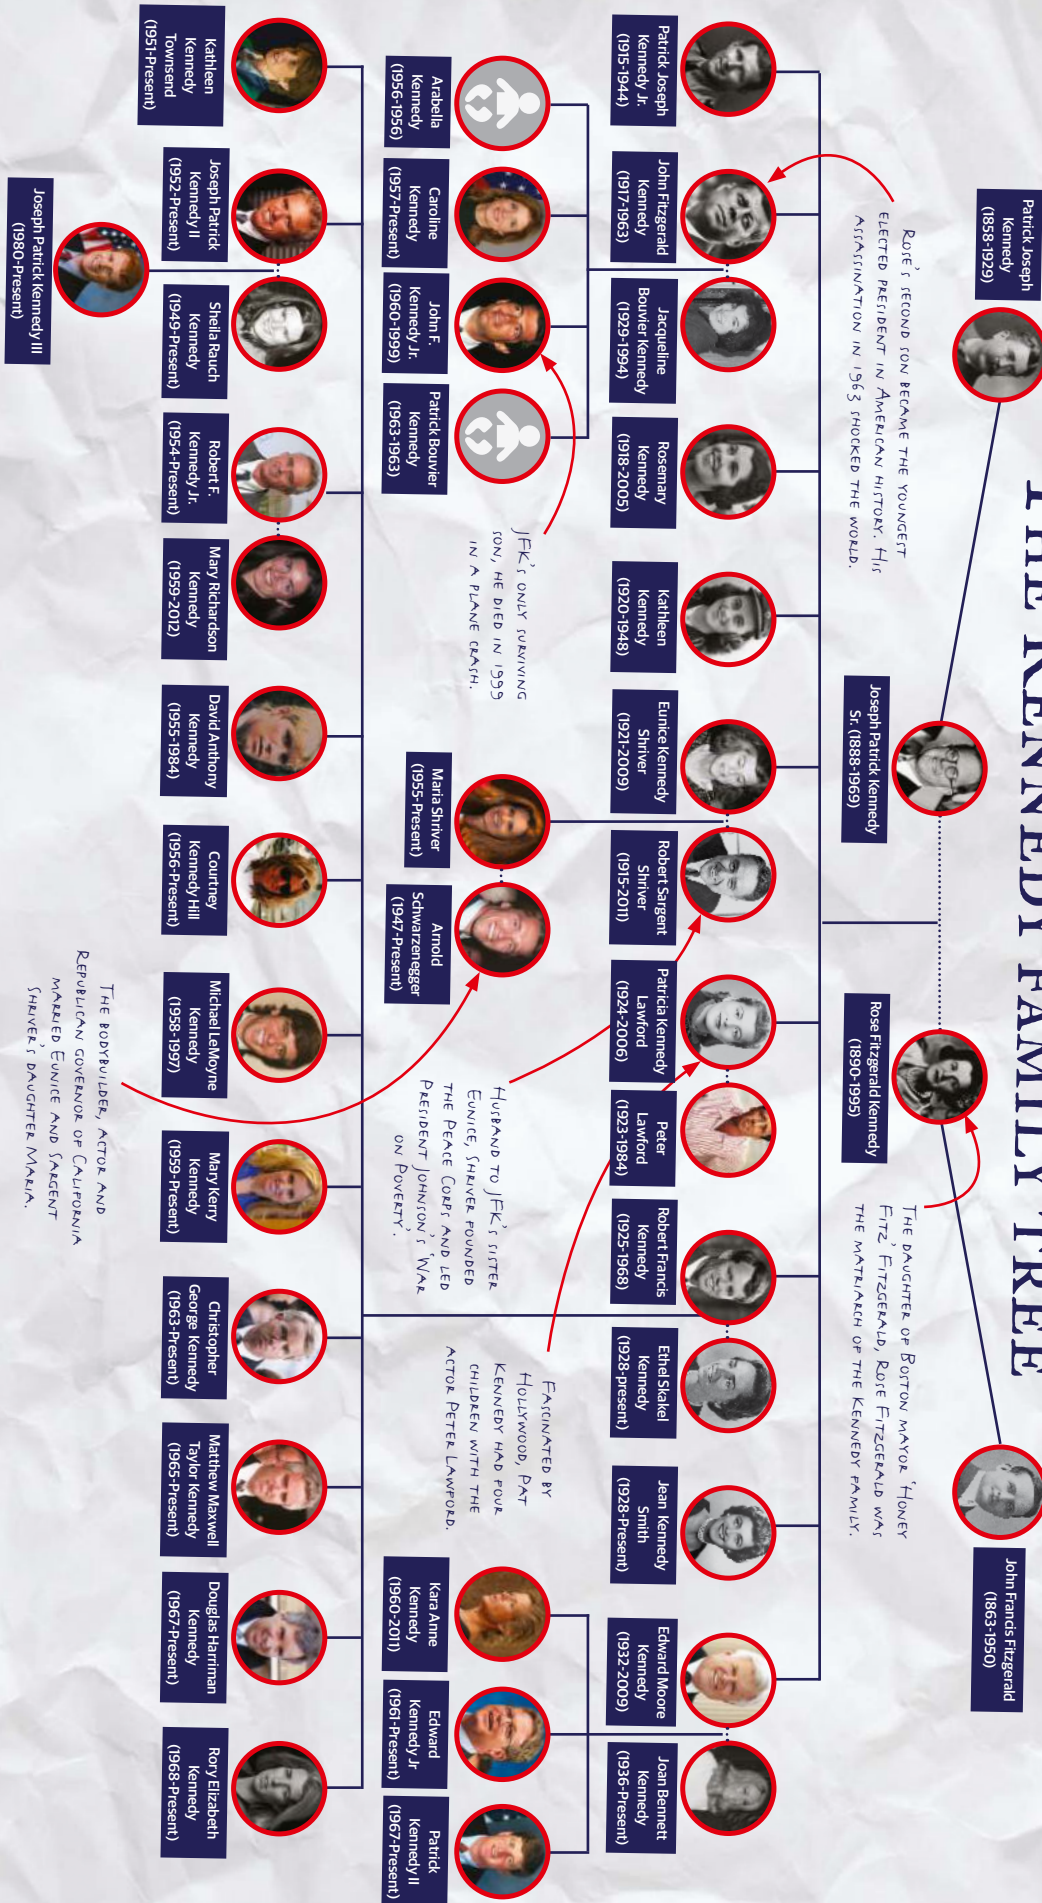 THE KENNEDY FAMILY TREE
Patrick Joseph
Kennedy
(1858-1929)
John Francis Fitzgerald
(1863-1950)
Joseph Patrick Kennedy
Sr. (1888-1969)
Rose Fitzgerald Kennedy
(1890-1995)
ROSE'S SECOND SON BECAME THE YOUNGEST
ELECTED PRESIDENT IN AMERICAN HISTORY. HIS
ASSASSINATION IN 1963 SHOCKED THE WORLD.
THE DAUGHTER OF BOSTON MAYOR 'HONEY
FITZ' FITZGERALD, ROSE FITZGERALD WAS
THE MATRIARCH OF THE KENNEDY FAMILY.
Patrick Joseph
Kennedy Jr.
(1915-1944)
John Fitzgerald
Kennedy
(1917-1963)
Jacqueline
Bouvier Kennedy
(1929-1994)
Rosemary
Kennedy
(1918-2005)
Kathleen
Kennedy
(1920-1948)
Eunice Kennedy
Shriver
(1921-2009)
Robert Sargent
Shriver
(1915-2011)
Patricia Kennedy
Lawford
(1924-2006)
Peter
Lawford
(1923-1984)
Robert Francis
Kennedy
(1925-1968)
Ethel Skakel
Kennedy
(1928-present)
Jean Kennedy
Smith
(1928-Present)
Edward Moore
Kennedy
(1932-2009)
Joan Bennett
Kennedy
(1936-Present)
JFK'S ONLY SURVIVING
SON, HE DIED IN 1999
IN A PLANE CRASH.
HUSBAND TO JFK'S SISTER
EUNICE, SHRIVER FOUNDED
THE PEACE CORPS AND LED
PRESIDENT JOHNSON'S 'WAR
ON POVERTY'.
FASCINATED BY
HOLLYWOOD, PAT
KENNEDY HAD FOUR
CHILDREN WITH THE
ACTOR PETER LAWFORD.
Arabella
Kennedy
(1956-1956)
Caroline
Kennedy
(1957-Present)
John F.
Kennedy Jr.
(1960-1999)
Patrick Bouvier
Kennedy
(1963-1963)
Maria Shriver
(1955-Present)
Arnold
Schwarzenegger
(1947-Present)
Kara Anne
Kennedy
(1960-2011)
Edward
Kennedy Jr
(1961-Present)
Patrick
Kennedy II
(1967-Present)
Kathleen
Kennedy
Townsend
(1951-Present)
Joseph Patrick
Kennedy II
(1952-Present)
Sheila Rauch
Kennedy
(1949-Present)
Robert F.
Kennedy Jr.
(1954-Present)
Mary Richardson
Kennedy
(1959-2012)
David Anthony
Kennedy
(1955-1984)
Courtney
Kennedy Hill
(1956-Present)
Michael LeMoyne
Kennedy
(1958-1997)
Mary Kerry
Kennedy
(1959-Present)
Christopher
George Kennedy
(1963-Present)
Matthew Maxwell
Taylor Kennedy
(1965-Present)
Douglas Harriman
Kennedy
(1967-Present)
Rory Elizabeth
Kennedy
(1968-Present)
Joseph Patrick Kennedy III
(1980-Present)
THE BODYBUILDER, ACTOR AND
REPUBLICAN GOVERNOR OF CALIFORNIA
MARRIED EUNICE AND SARGENT
SHRIVER'S DAUGHTER MARIA.